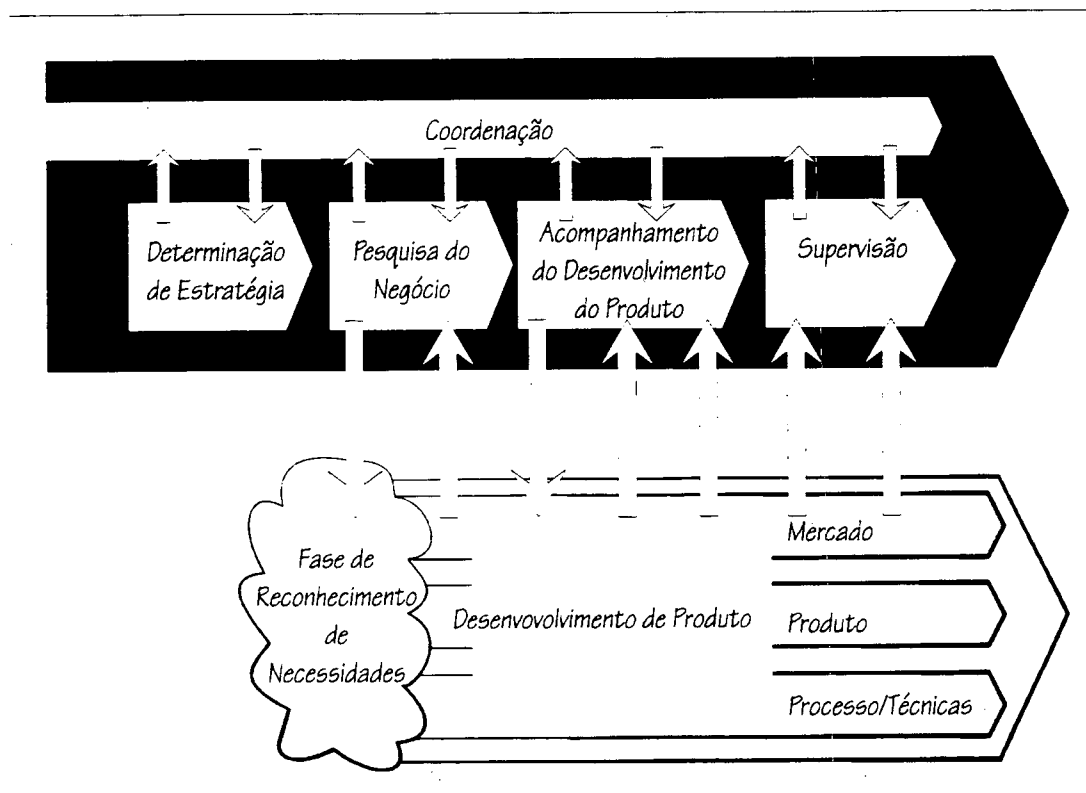 Coordenação
Determinação
de Estratégia
Pesquisa do
Negócio
Acompanhamento
do Desenvolvimento
do Produto
Supervisão
Fase de
Reconhecimento
de
Necessidades
Desenvovolvimento de Produto
Mercado
Produto
Processo/Técnicas